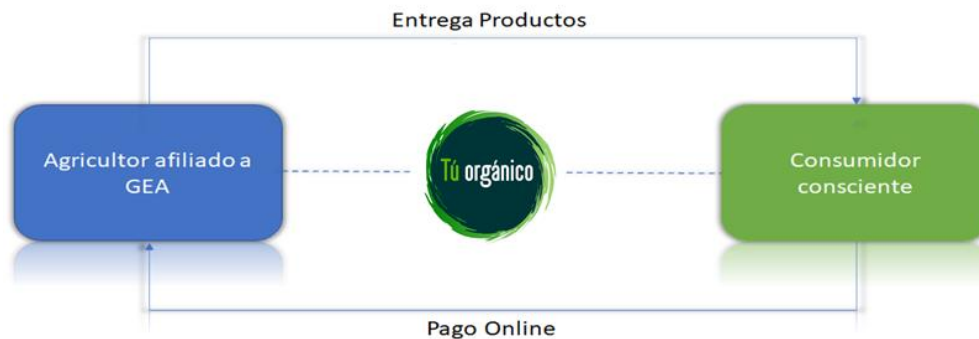 Entrega Productos
Agricultor afiliado a
GEA
Tú orgánico
Consumidor
consciente
Pago Online